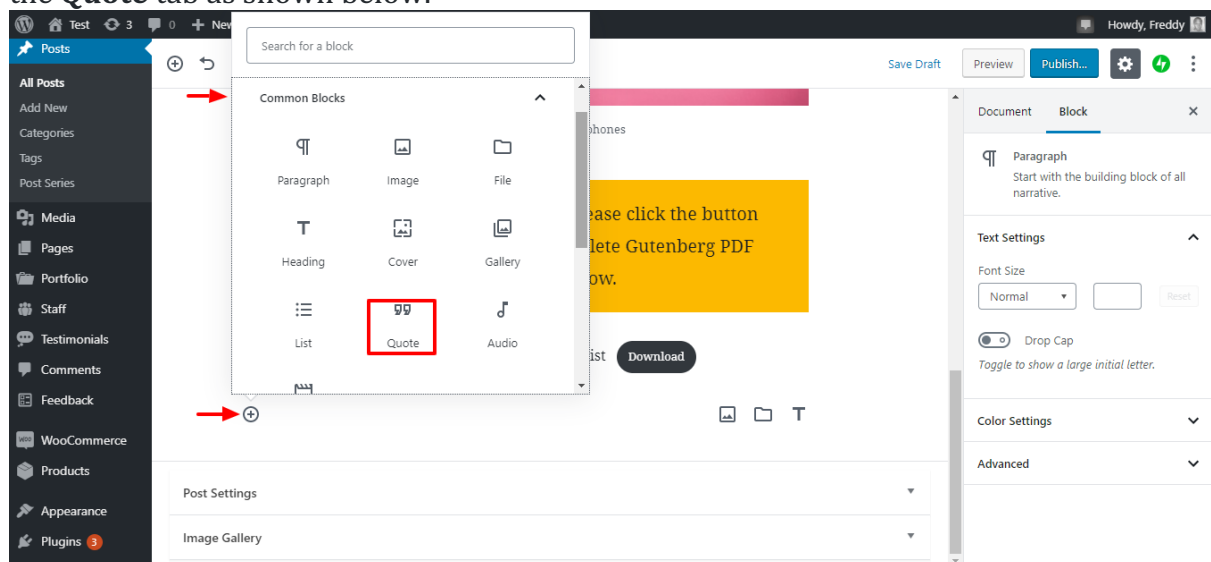 the Quote tab as shown below.
Test 3 0 + New
Howdy, Freddy
Posts
All Posts
Add New
Categories
Tags
Post Series
Media
Pages
Portfolio
Staff
Testimonials
Comments
Feedback
WooCommerce
Products
Appearance
Plugins 3
Search for a block
Common Blocks
Paragraph Image File
Heading Cover Gallery
List Quote Audio
Save Draft Preview Publish...
phones
ease click the button
lete Gutenberg PDF
ow.
ist Download
Post Settings
Image Gallery
Document Block
Paragraph
Start with the building block of all
narrative.
Text Settings
Font Size
Normal Reset
Drop Cap
Toggle to show a large initial letter.
Color Settings
Advanced